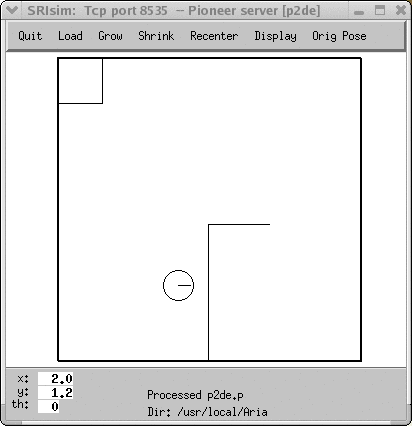 SRIsim: Tcp port 8535 -- Pioneer server [p2de]
Quit Load Grow Shrink Recenter Display Orig Pose
x: 2.0
y: 1.2
th: 0
Processed p2de.p
Dir: /usr/local/Aria